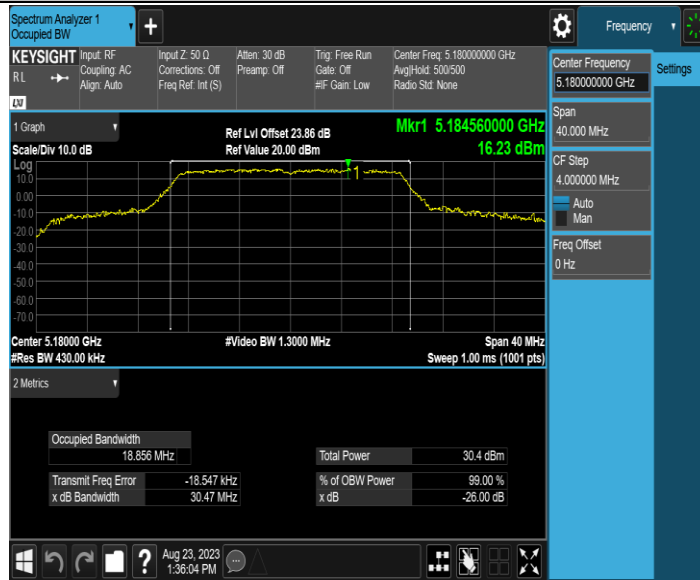 Spectrum Analyzer 1
Occupied BW
+
Frequency
KEYSIGHT
RL
LXI
Input: RF
Coupling: AC
Align: Auto
Input Z: 50 Ω
Corrections: Off
Freq Ref: Int (S)
Atten: 30 dB
Preamp: Off
Trig: Free Run
Gate: Off
#IF Gain: Low
Center Freq: 5.180000000 GHz
Avg|Hold: 500/500
Radio Std: None
Center Frequency
5.180000000 GHz
Settings
Span
40.000 MHz
CF Step
4.000000 MHz
Auto
Man
Freq Offset
0 Hz
1 Graph
Scale/Div 10.0 dB
Ref Lvl Offset 23.86 dB
Ref Value 20.00 dBm
Mkr1 5.184560000 GHz
16.23 dBm
Log
10.0
0.00
-10.0
-20.0
-30.0
-40.0
-50.0
-60.0
-70.0
1
Center 5.18000 GHz
#Video BW 1.3000 MHz
Span 40 MHz
#Res BW 430.00 kHz
Sweep 1.00 ms (1001 pts)
2 Metrics
Occupied Bandwidth
18.856 MHz
Total Power 30.4 dBm
Transmit Freq Error -18.547 kHz
% of OBW Power 99.00 %
x dB Bandwidth 30.47 MHz
x dB -26.00 dB
?
Aug 23, 2023
1:36:04 PM